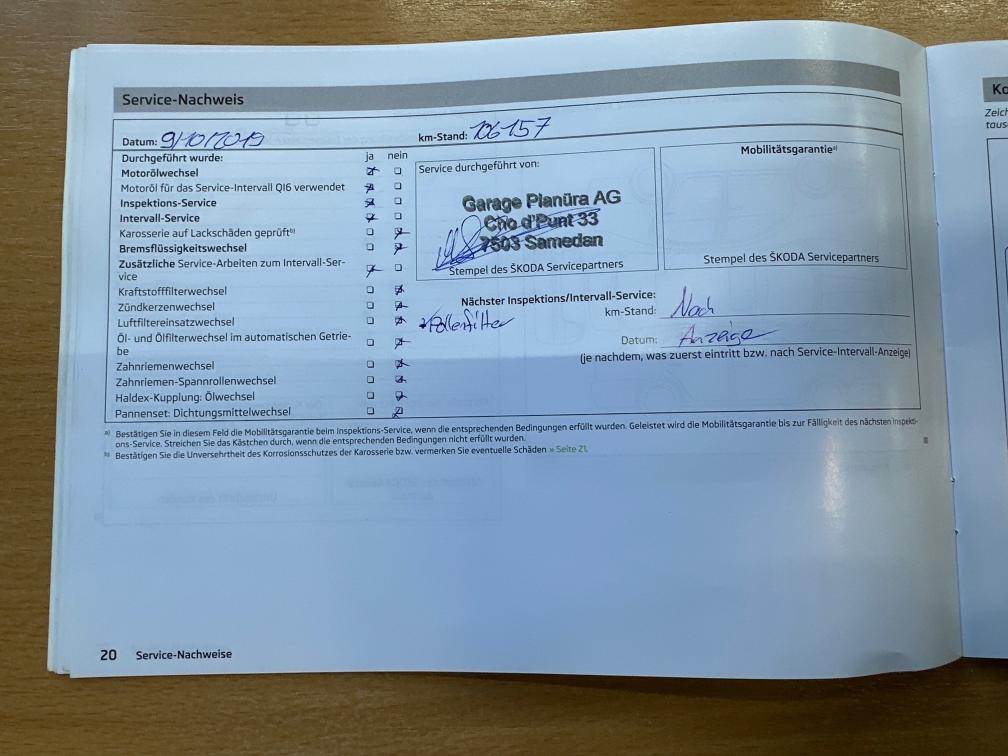 Service-Nachweis
Datum: 9/10/2019
km-Stand: 106157
Durchgeführt wurde: ja nein
Motorölwechsel
Motoröl für das Service-Intervall QI6 verwendet
Inspektions-Service
Intervall-Service
Karosserie auf Lackschäden geprüft b)
Bremsflüssigkeitswechsel
Zusätzliche Service-Arbeiten zum Intervall-Ser-
vice
Kraftstofffilterwechsel
Zündkerzenwechsel
Luftfiltereinsatzwechsel
Öl- und Ölfilterwechsel im automatischen Getrie-
be
Zahnriemenwechsel
Zahnriemen-Spannrollenwechsel
Haldex-Kupplung: Ölwechsel
Pannenset: Dichtungsmittelwechsel
Service durchgeführt von:
Garage Planüra AG
Cho d'Punt 33
7503 Samedan
Stempel des ŠKODA Servicepartners
Mobilitätsgarantie a)
Stempel des ŠKODA Servicepartners
Pollenfilter
Nächster Inspektions/Intervall-Service:
km-Stand: Nach
Datum: Anzeige
(je nachdem, was zuerst eintritt bzw. nach Service-Intervall-Anzeige)
a) Bestätigen Sie in diesem Feld die Mobilitätsgarantie beim Inspektions-Service, wenn die entsprechenden Bedingungen erfüllt wurden. Geleistet wird die Mobilitätsgarantie bis zur Fälligkeit des nächsten Inspekti-
ons-Service. Streichen Sie das Kästchen durch, wenn die entsprechenden Bedingungen nicht erfüllt wurden.
b) Bestätigen Sie die Unversehrtheit des Korrosionsschutzes der Karosserie bzw. vermerken Sie eventuelle Schäden » Seite 21.
20 Service-Nachweise
Ko
Zeich
taus